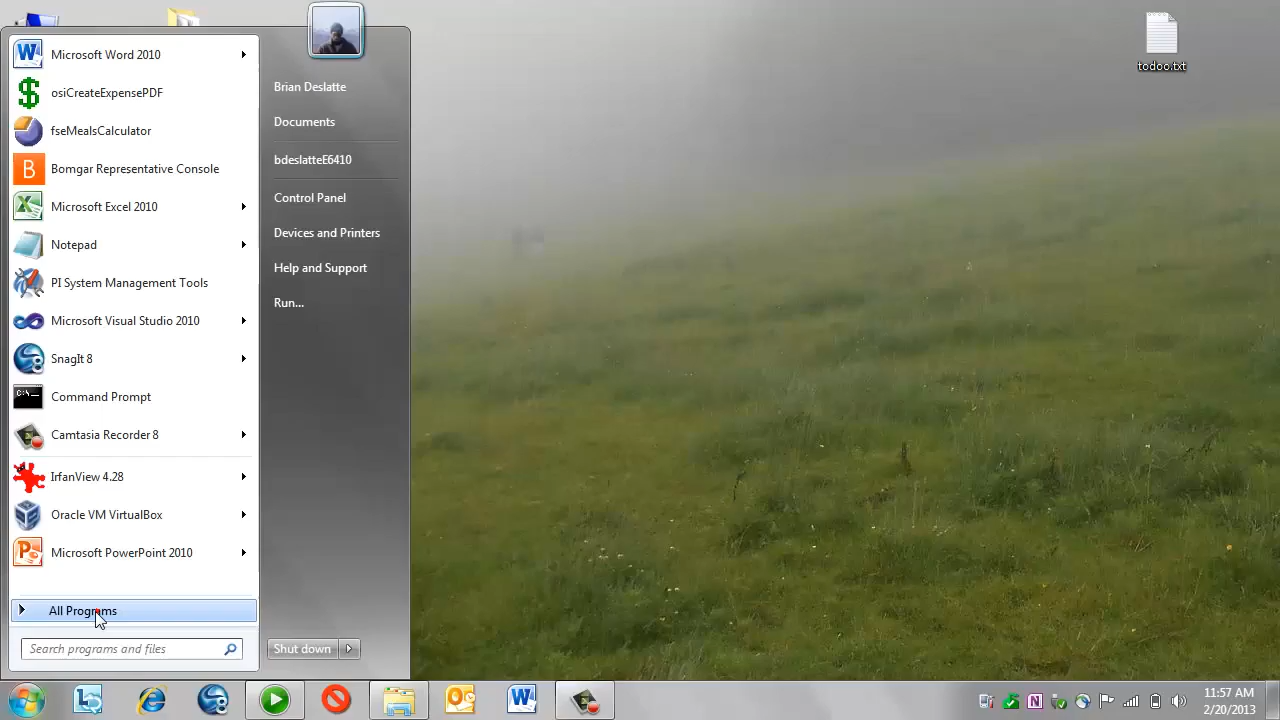 Microsoft Word 2010
osiCreateExpensePDF
fseMealsCalculator
Bomgar Representative Console
Microsoft Excel 2010
Notepad
PI System Management Tools
Microsoft Visual Studio 2010
SnagIt 8
Command Prompt
Camtasia Recorder 8
IrfanView 4.28
Oracle VM VirtualBox
Microsoft PowerPoint 2010
All Programs
Search programs and files
Brian Deslatte
Documents
bdeslatteE6410
Control Panel
Devices and Printers
Help and Support
Run...
Shut down
todoo.txt
11:57 AM
2/20/2013